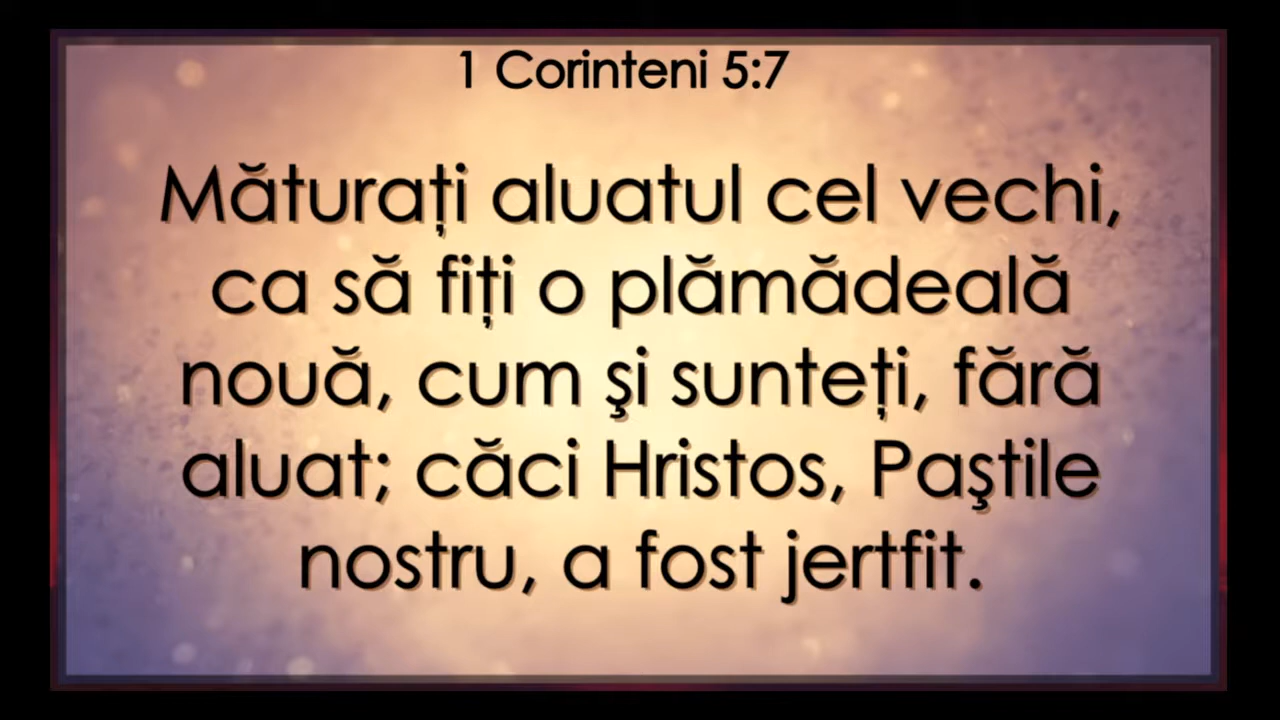 1 Corinteni 5:7
Măturați aluatul cel vechi,
ca să fiți o plămădeală
nouă, cum şi sunteți, fără
aluat; căci Hristos, Paştile
nostru, a fost jertfit.